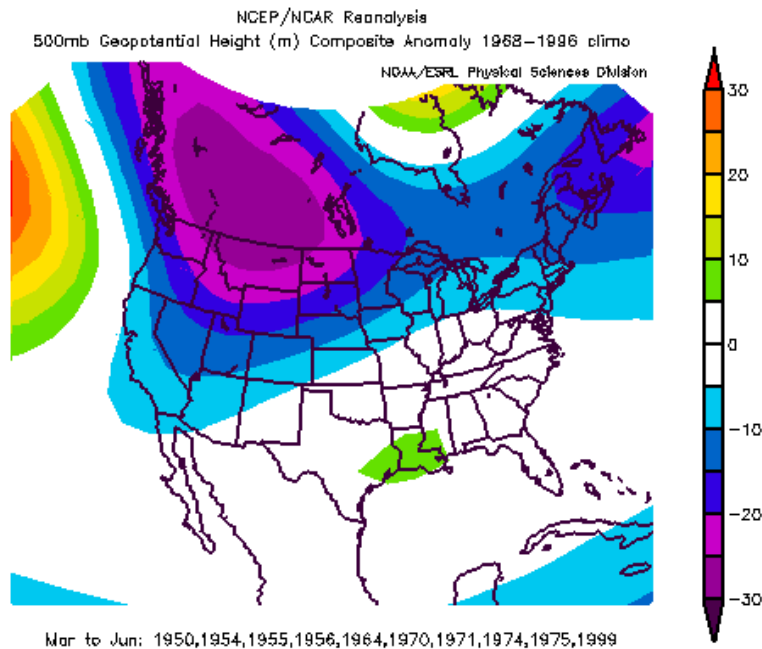 NCEP/NCAR Reanalysis
500mb Geopotential Height (m) Composite Anomaly 1968-1996 climo
NOAA/ESRL Physical Sciences Division
30
20
10
0
-10
-20
-30
Mar to Jun: 1950,1954,1955,1956,1964,1970,1971,1974,1975,1999